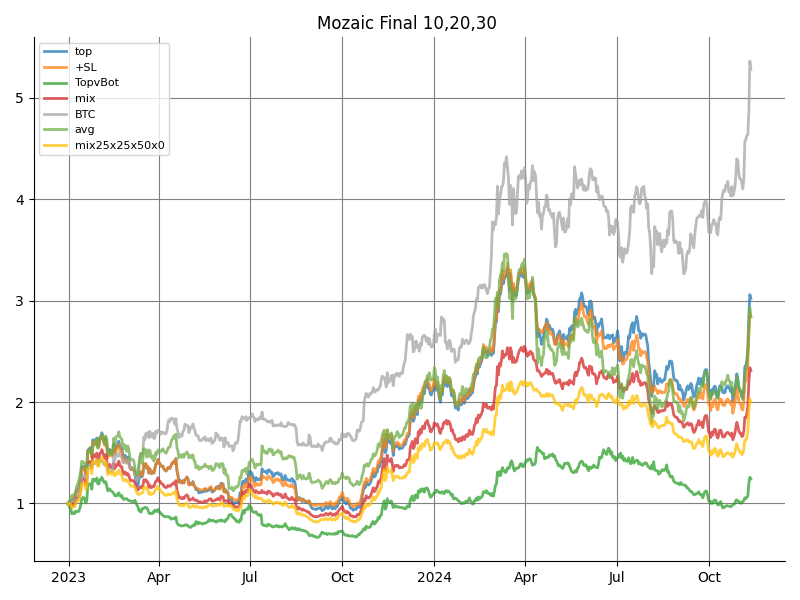 Mozaic Final 10,20,30
top
+SL
TopvBot
mix
BTC
avg
mix25x25x50x0
5
4
3
2
1
2023 Apr Jul Oct 2024 Apr Jul Oct